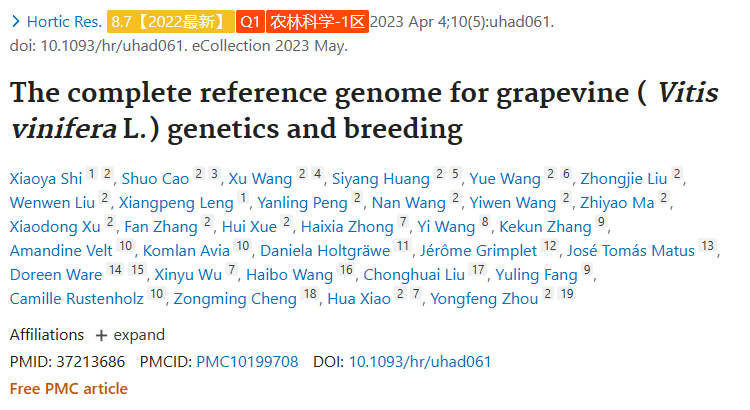 Hortic Res. 8.7【2022最新】 Q1 农林科学-1区 2023 Apr 4;10(5):uhad061.
doi: 10.1093/hr/uhad061. eCollection 2023 May.
The complete reference genome for grapevine ( Vitis
vinifera L.) genetics and breeding
Xiaoya Shi 1 2, Shuo Cao 2 3, Xu Wang 2 4, Siyang Huang 2 5, Yue Wang 2 6, Zhongjie Liu 2,
Wenwen Liu 2, Xiangpeng Leng 1, Yanling Peng 2, Nan Wang 2, Yiwen Wang 2, Zhiyao Ma 2,
Xiaodong Xu 2, Fan Zhang 2, Hui Xue 2, Haixia Zhong 7, Yi Wang 8, Kekun Zhang 9,
Amandine Velt 10, Komlan Avia 10, Daniela Holtgräwe 11, Jérôme Grimplet 12, José Tomás Matus 13,
Doreen Ware 14 15, Xinyu Wu 7, Haibo Wang 16, Chonghuai Liu 17, Yuling Fang 9,
Camille Rustenholz 10, Zongming Cheng 18, Hua Xiao 2 7, Yongfeng Zhou 2 19
Affiliations + expand
PMID: 37213686 PMCID: PMC10199708 DOI: 10.1093/hr/uhad061
Free PMC article